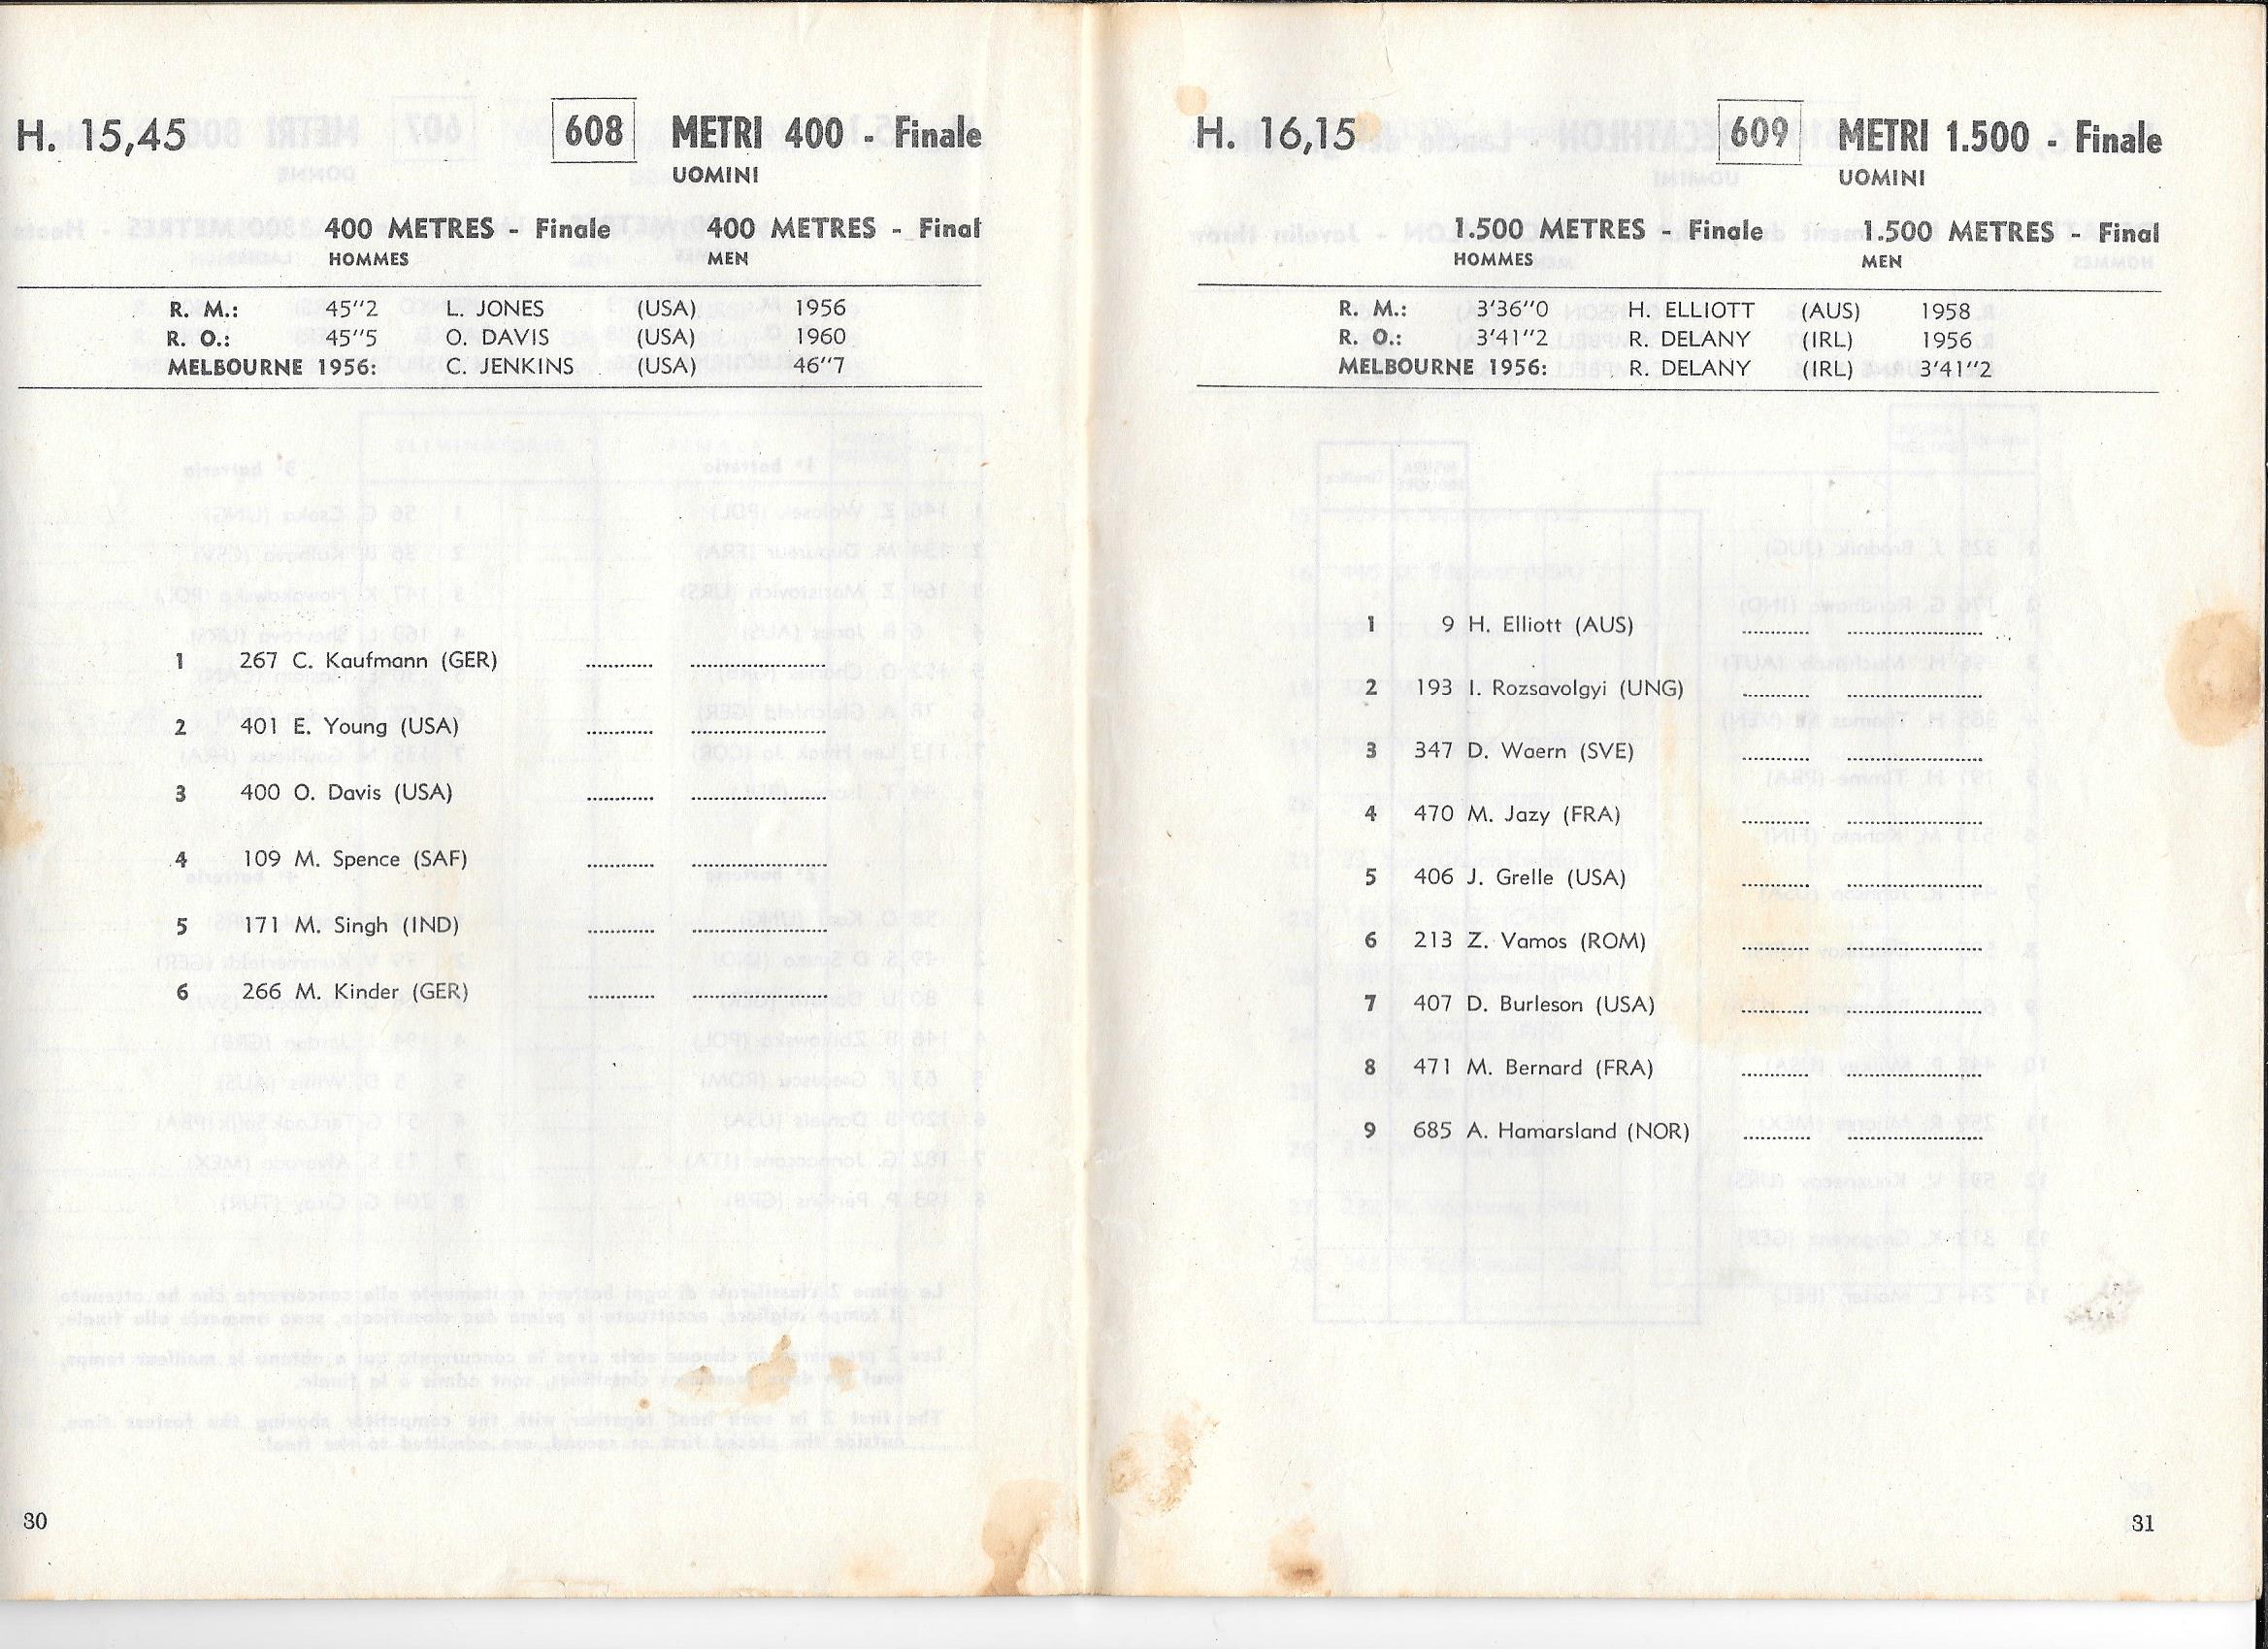 H. 15,45 608 METRI 400 - Finale
UOMINI
400 METRES - Finale 400 METRES - Final
HOMMES MEN
R. M.: 45"2 L. JONES (USA) 1956
R. O.: 45"5 O. DAVIS (USA) 1960
MELBOURNE 1956: C. JENKINS (USA) 46"7
1 267 C. Kaufmann (GER) ............ ........................
2 401 E. Young (USA) ............ ........................
3 400 O. Davis (USA) ............ ........................
4 109 M. Spence (SAF) ............ ........................
5 171 M. Singh (IND) ............ ........................
6 266 M. Kinder (GER) ............ ........................
30
H. 16,15 609 METRI 1.500 - Finale
UOMINI
1.500 METRES - Finale 1.500 METRES - Final
HOMMES MEN
R. M.: 3'36"0 H. ELLIOTT (AUS) 1958
R. O.: 3'41"2 R. DELANY (IRL) 1956
MELBOURNE 1956: R. DELANY (IRL) 3'41"2
1 9 H. Elliott (AUS) ............ ........................
2 193 I. Rozsavolgyi (UNG) ............ ........................
3 347 D. Waern (SVE) ............ ........................
4 470 M. Jazy (FRA) ............ ........................
5 406 J. Grelle (USA) ............ ........................
6 213 Z. Vamos (ROM) ............ ........................
7 407 D. Burleson (USA) ............ ........................
8 471 M. Bernard (FRA) ............ ........................
9 685 A. Hamarsland (NOR) ............ ........................
31